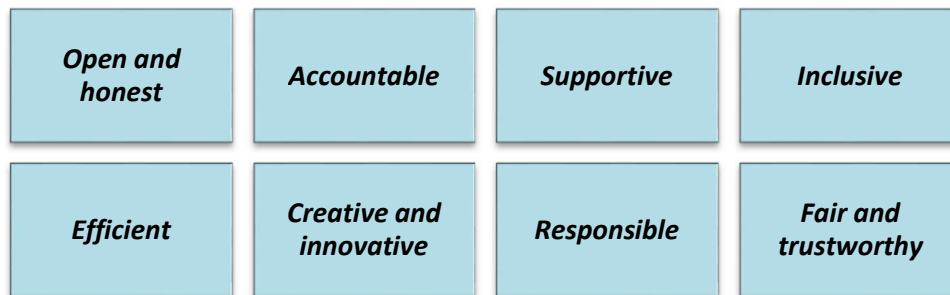 Open and
honest
Accountable
Supportive
Inclusive
Efficient
Creative and
innovative
Responsible
Fair and
trustworthy